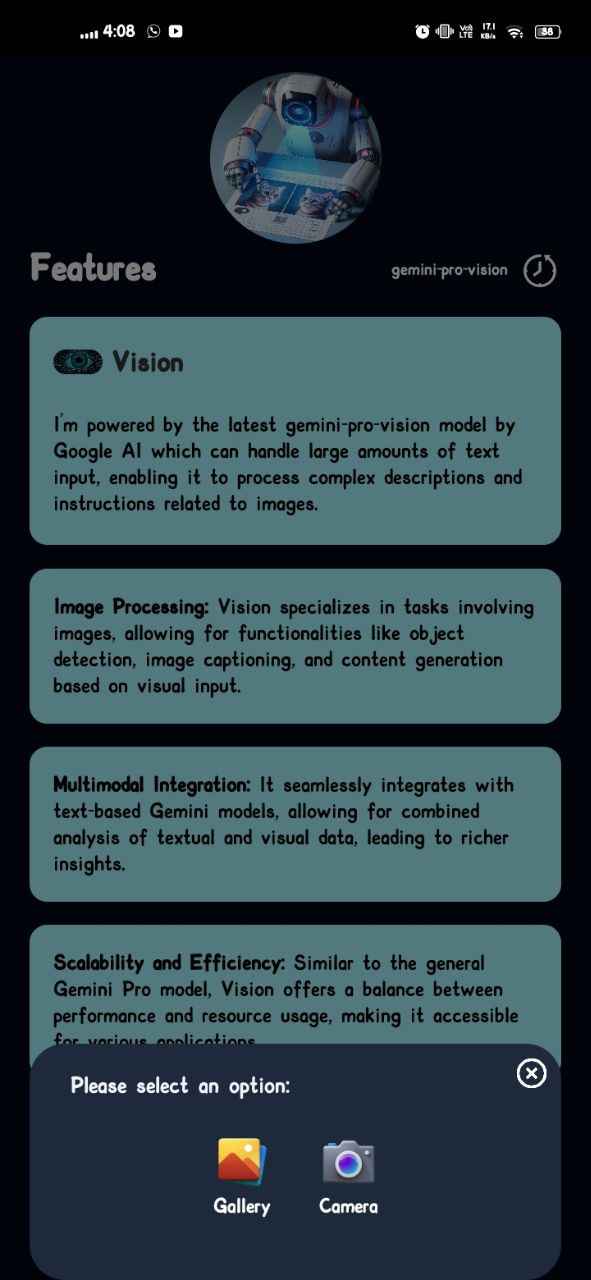 4:08
Vo)) LTE
17.1 KB/s
38
Features
gemini-pro-vision
Vision
I'm powered by the latest gemini-pro-vision model by
Google AI which can handle large amounts of text
input, enabling it to process complex descriptions and
instructions related to images.
Image Processing: Vision specializes in tasks involving
images, allowing for functionalities like object
detection, image captioning, and content generation
based on visual input.
Multimodal Integration: It seamlessly integrates with
text-based Gemini models, allowing for combined
analysis of textual and visual data, leading to richer
insights.
Scalability and Efficiency: Similar to the general
Gemini Pro model, Vision offers a balance between
performance and resource usage, making it accessible
for various applications.
Please select an option:
Gallery
Camera